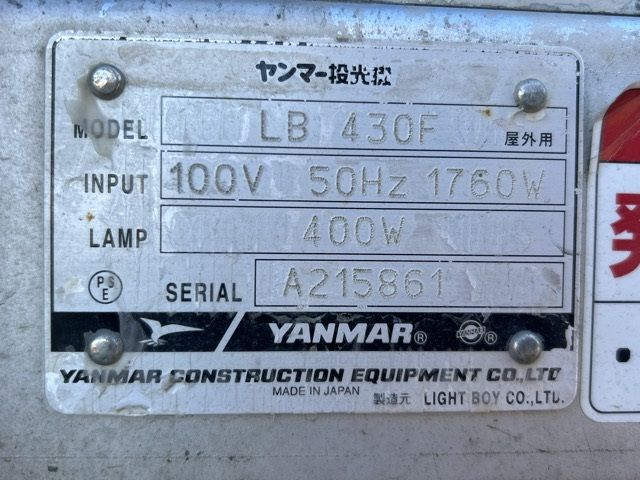 ヤンマー投光機
MODEL LB 430F 屋外用
INPUT 100V 50Hz 1760W
LAMP 400W
PSE SERIAL A215861
YANMAR® ®
YANMAR CONSTRUCTION EQUIPMENT CO.,LTD
MADE IN JAPAN
製造元 LIGHT BOY CO.,LTD.